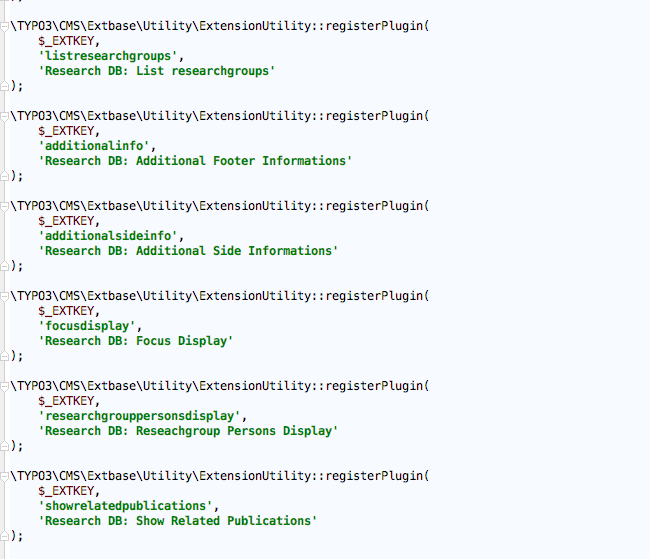 \TYPO3\CMS\Extbase\Utility\ExtensionUtility::registerPlugin(
    $_EXTKEY,
    'listresearchgroups',
    'Research DB: List researchgroups'
);
\TYPO3\CMS\Extbase\Utility\ExtensionUtility::registerPlugin(
    $_EXTKEY,
    'additionalinfo',
    'Research DB: Additional Footer Informations'
);
\TYPO3\CMS\Extbase\Utility\ExtensionUtility::registerPlugin(
    $_EXTKEY,
    'additionalsideinfo',
    'Research DB: Additional Side Informations'
);
\TYPO3\CMS\Extbase\Utility\ExtensionUtility::registerPlugin(
    $_EXTKEY,
    'focusdisplay',
    'Research DB: Focus Display'
);
\TYPO3\CMS\Extbase\Utility\ExtensionUtility::registerPlugin(
    $_EXTKEY,
    'researchgrouppersonsdisplay',
    'Research DB: Reseachgroup Persons Display'
);
\TYPO3\CMS\Extbase\Utility\ExtensionUtility::registerPlugin(
    $_EXTKEY,
    'showrelatedpublications',
    'Research DB: Show Related Publications'
);